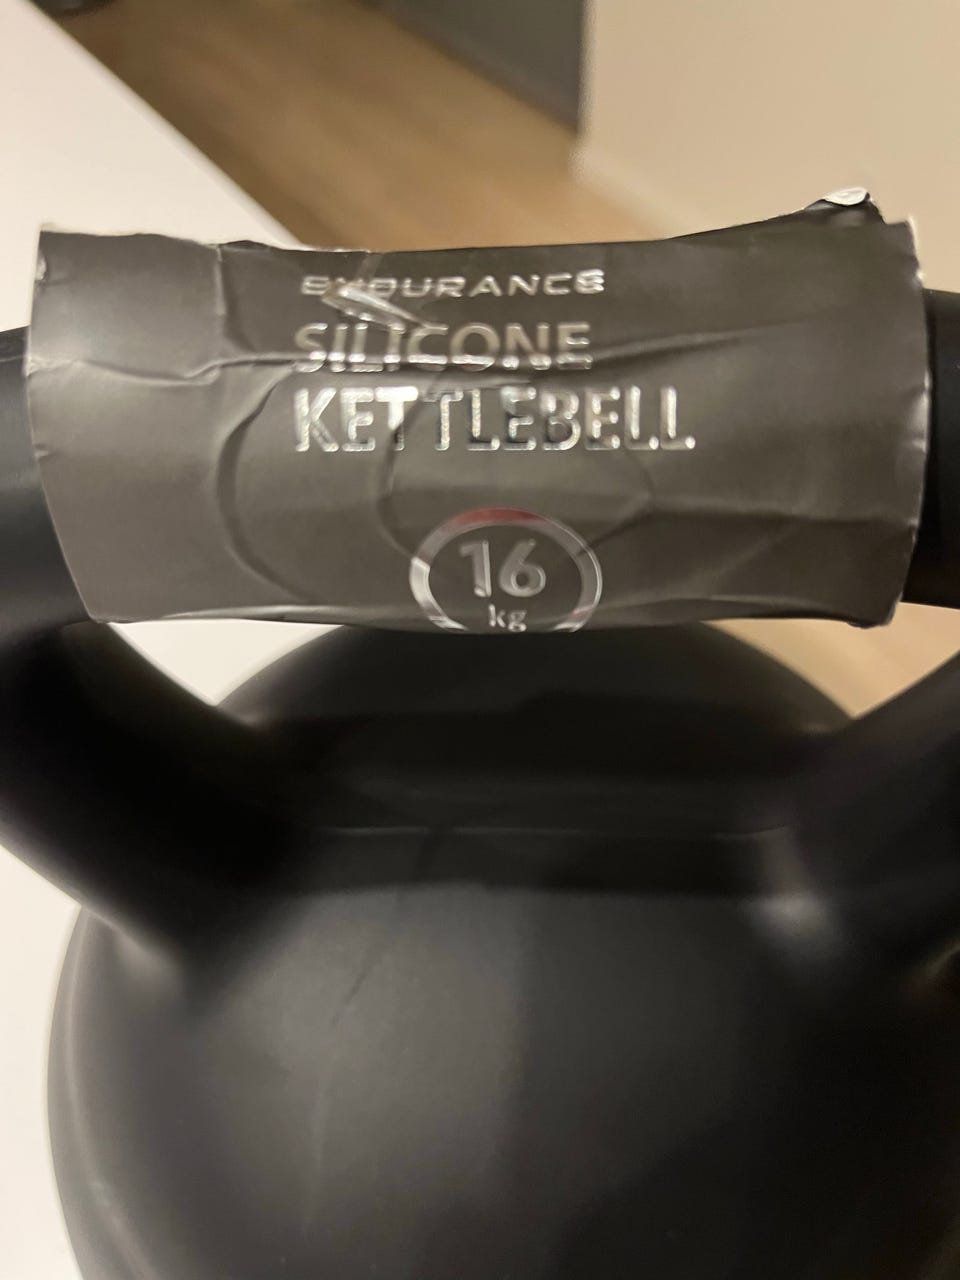 ENDURANCE
SILICONE
KETTLEBELL
16
kg